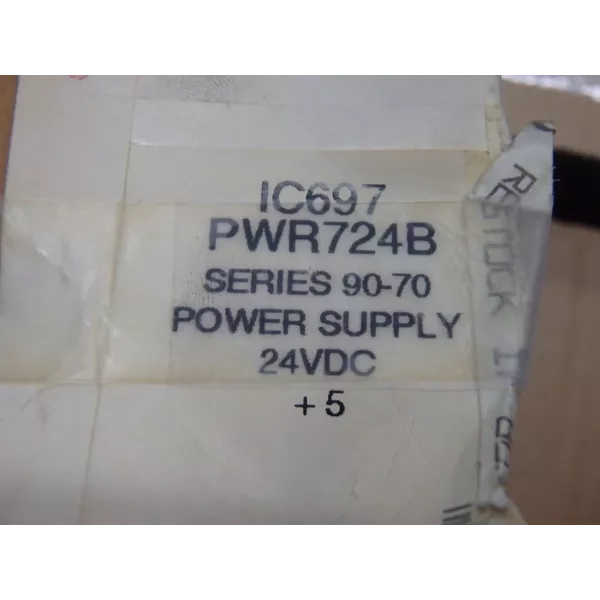 IC697
PWR724B
SERIES 90-70
POWER SUPPLY
24VDC
+5
RESTOCK